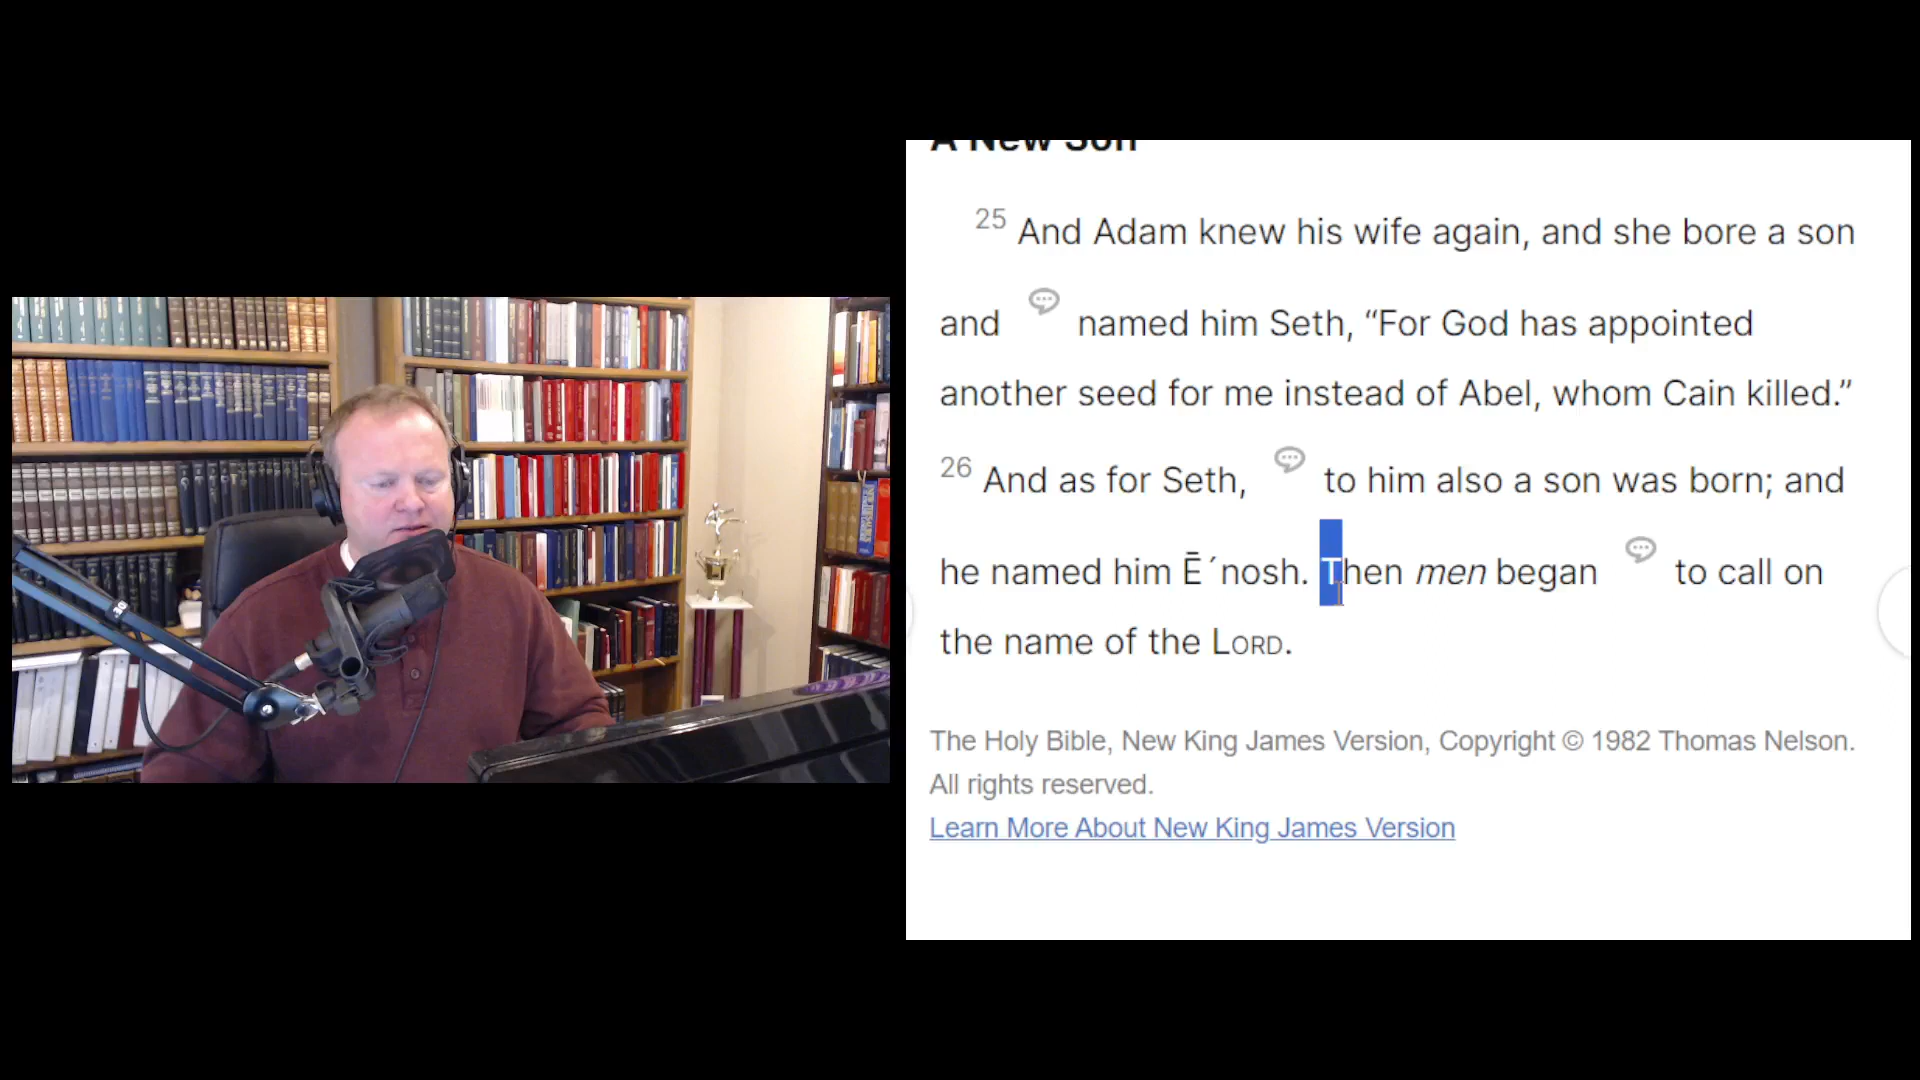 A New Son
25 And Adam knew his wife again, and she bore a son
and named him Seth, “For God has appointed
another seed for me instead of Abel, whom Cain killed.”
26 And as for Seth, to him also a son was born; and
he named him Ē´nosh. Then men began to call on
the name of the LORD.
The Holy Bible, New King James Version, Copyright © 1982 Thomas Nelson.
All rights reserved.
Learn More About New King James Version
30